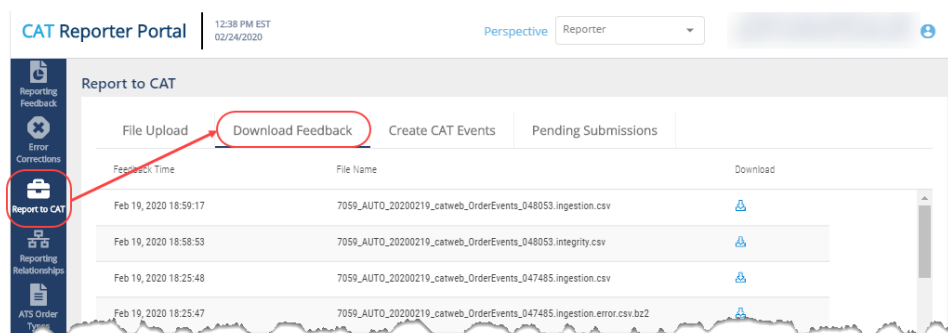 CAT Reporter Portal
12:38 PM EST
02/24/2020
Perspective
Reporter
Reporting
Feedback
Error
Corrections
Report to CAT
Reporting
Relationships
ATS Order
Types
Report to CAT
File Upload
Download Feedback
Create CAT Events
Pending Submissions
Feedback Time
File Name
Download
Feb 19, 2020 18:59:17
7059_AUTO_20200219_catweb_OrderEvents_048053.ingestion.csv
Feb 19, 2020 18:58:53
7059_AUTO_20200219_catweb_OrderEvents_048053.integrity.csv
Feb 19, 2020 18:25:48
7059_AUTO_20200219_catweb_OrderEvents_047485.ingestion.csv
Feb 19, 2020 18:25:47
7059_AUTO_20200219_catweb_OrderEvents_047485.ingestion.error.csv.bz2